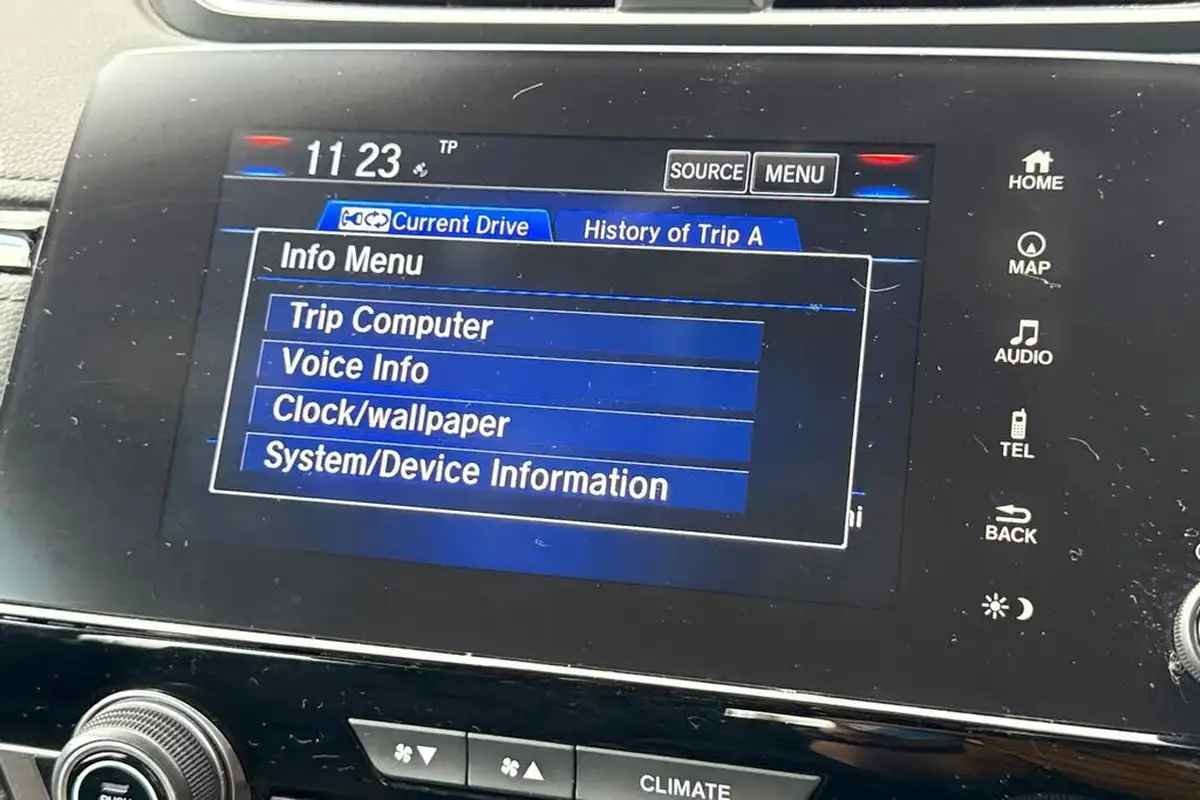 11 23
TP
SOURCE
MENU
Current Drive
History of Trip A
Info Menu
Trip Computer
Voice Info
Clock/wallpaper
System/Device Information
HOME
MAP
AUDIO
TEL
BACK
CLIMATE